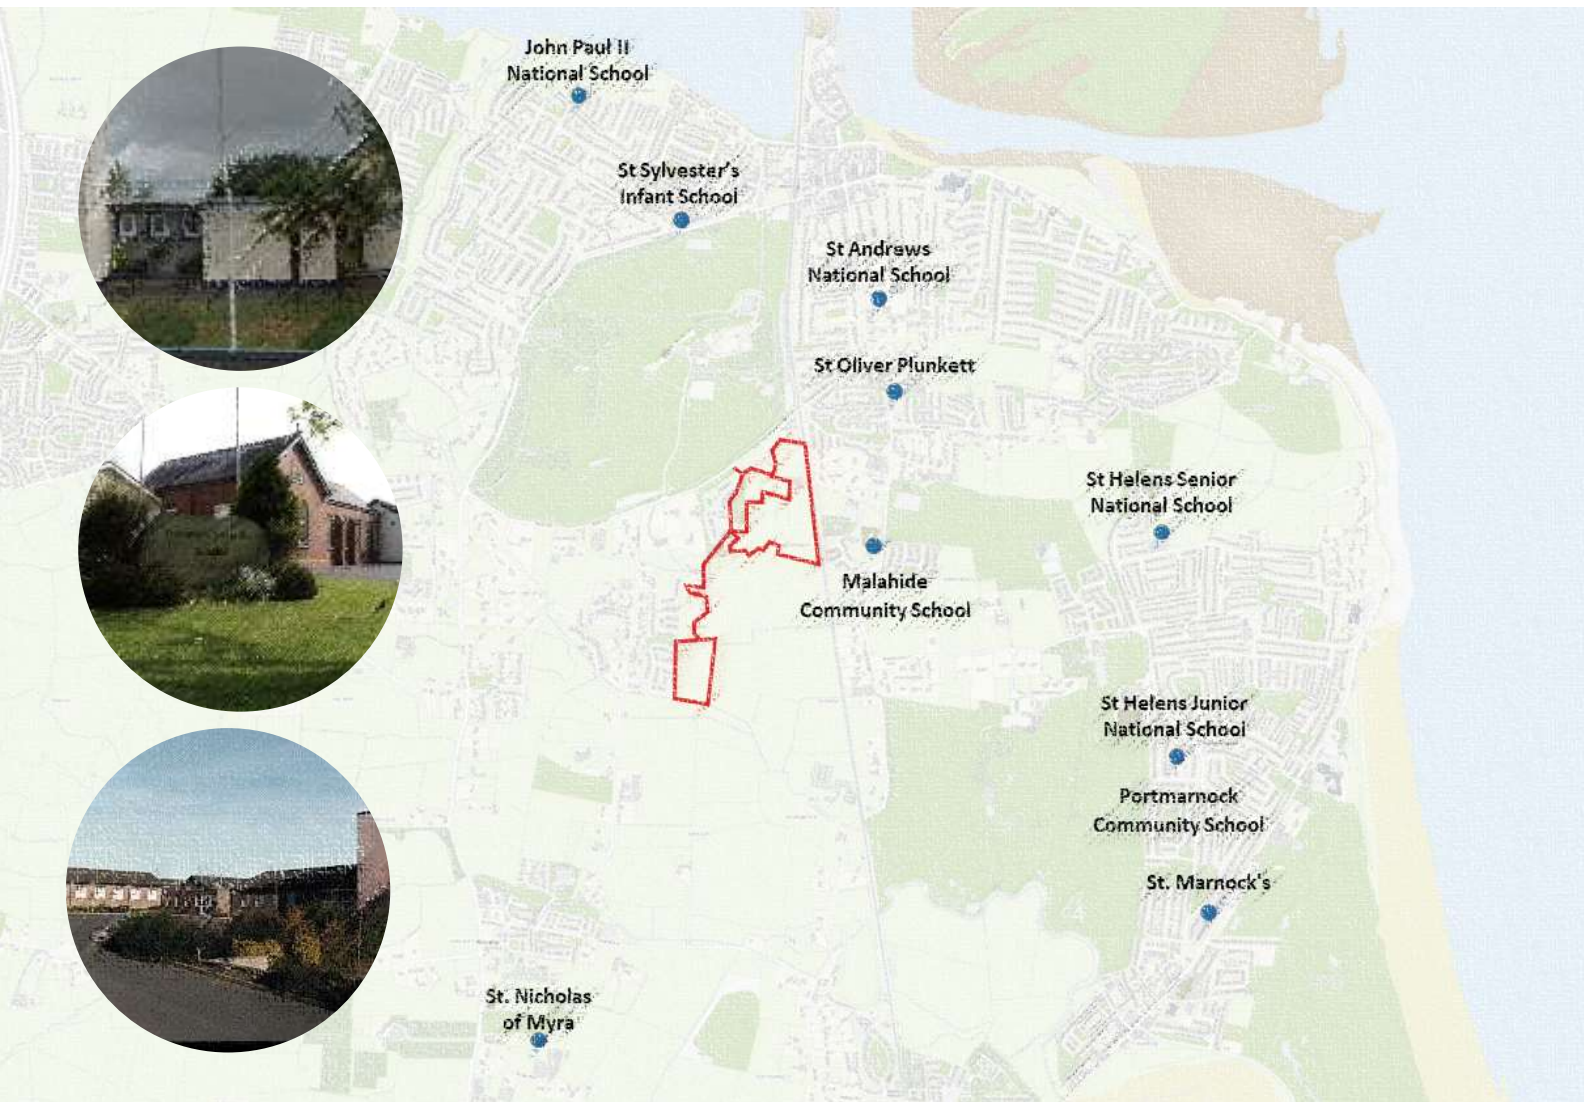 John Paul II
National School
St Sylvester's
Infant School
St Andrews
National School
St Oliver Plunkett
St Helens Senior
National School
Malahide
Community School
St Helens Junior
National School
Portmarnock
Community School
St. Marnock's
St. Nicholas
of Myra